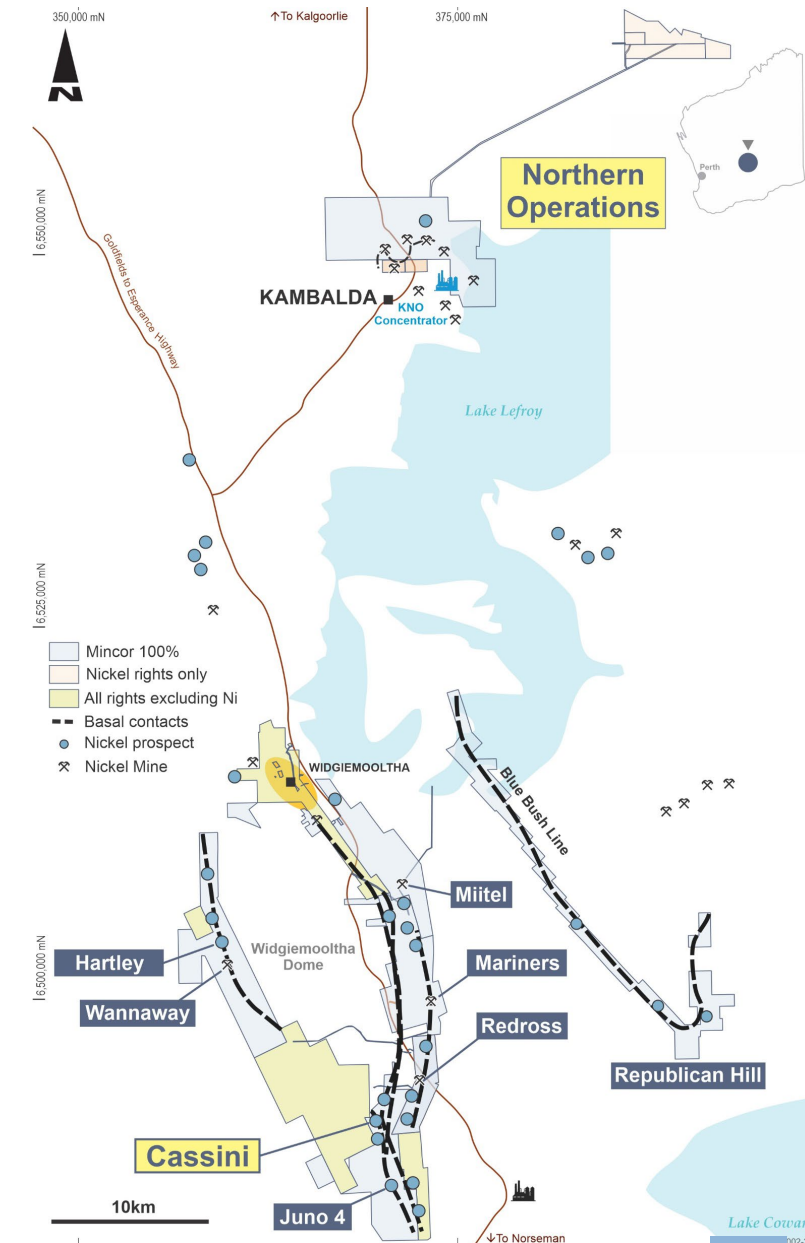 350,000 mN
To Kalgoorlie
375,000 mN
N
Perth
Northern
Operations
6,550,000 mN
Goldfields to Esperance Highway
KAMBALDA
KNO
Concentrator
Lake Lefroy
6,525,000 mN
Mincor 100%
Nickel rights only
All rights excluding Ni
Basal contacts
Nickel prospect
Nickel Mine
WIDGIEMOOLTHA
Blue Bush Line
Miitel
Widgiemooltha
Dome
Hartley
Mariners
6,500,000 mN
Wannaway
Redross
Republican Hill
Cassini
10km
Juno 4
Lake Cowan
To Norseman